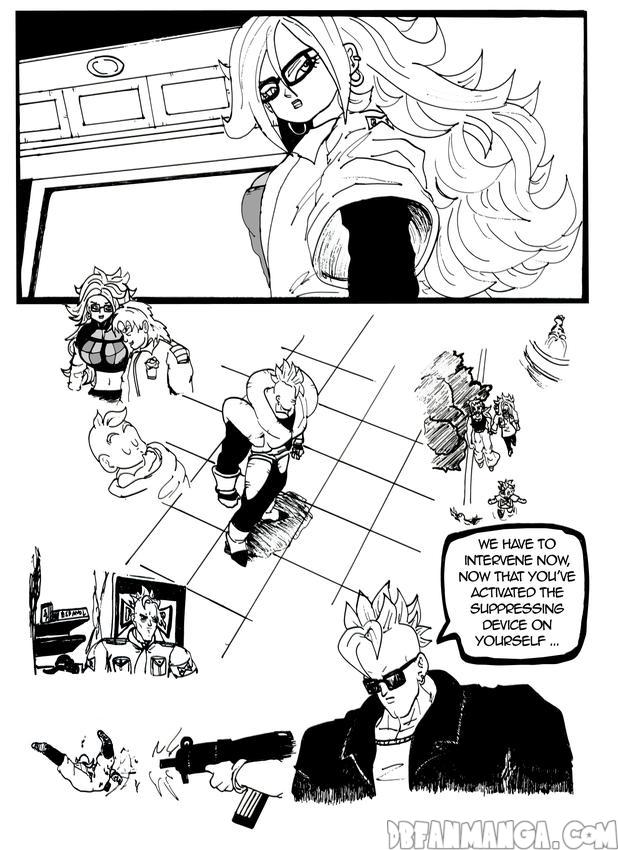 WE HAVE TO
INTERVENE NOW,
NOW THAT YOU'VE
ACTIVATED THE
SUPPRESSING
DEVICE ON
YOURSELF ...
DBFANMANGA.COM